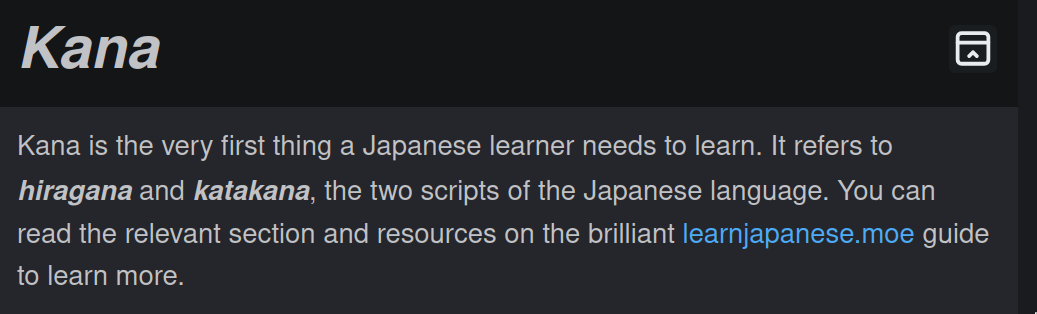 Kana
Kana is the very first thing a Japanese learner needs to learn. It refers to
hiragana and katakana, the two scripts of the Japanese language. You can
read the relevant section and resources on the brilliant learnjapanese.moe guide
to learn more.